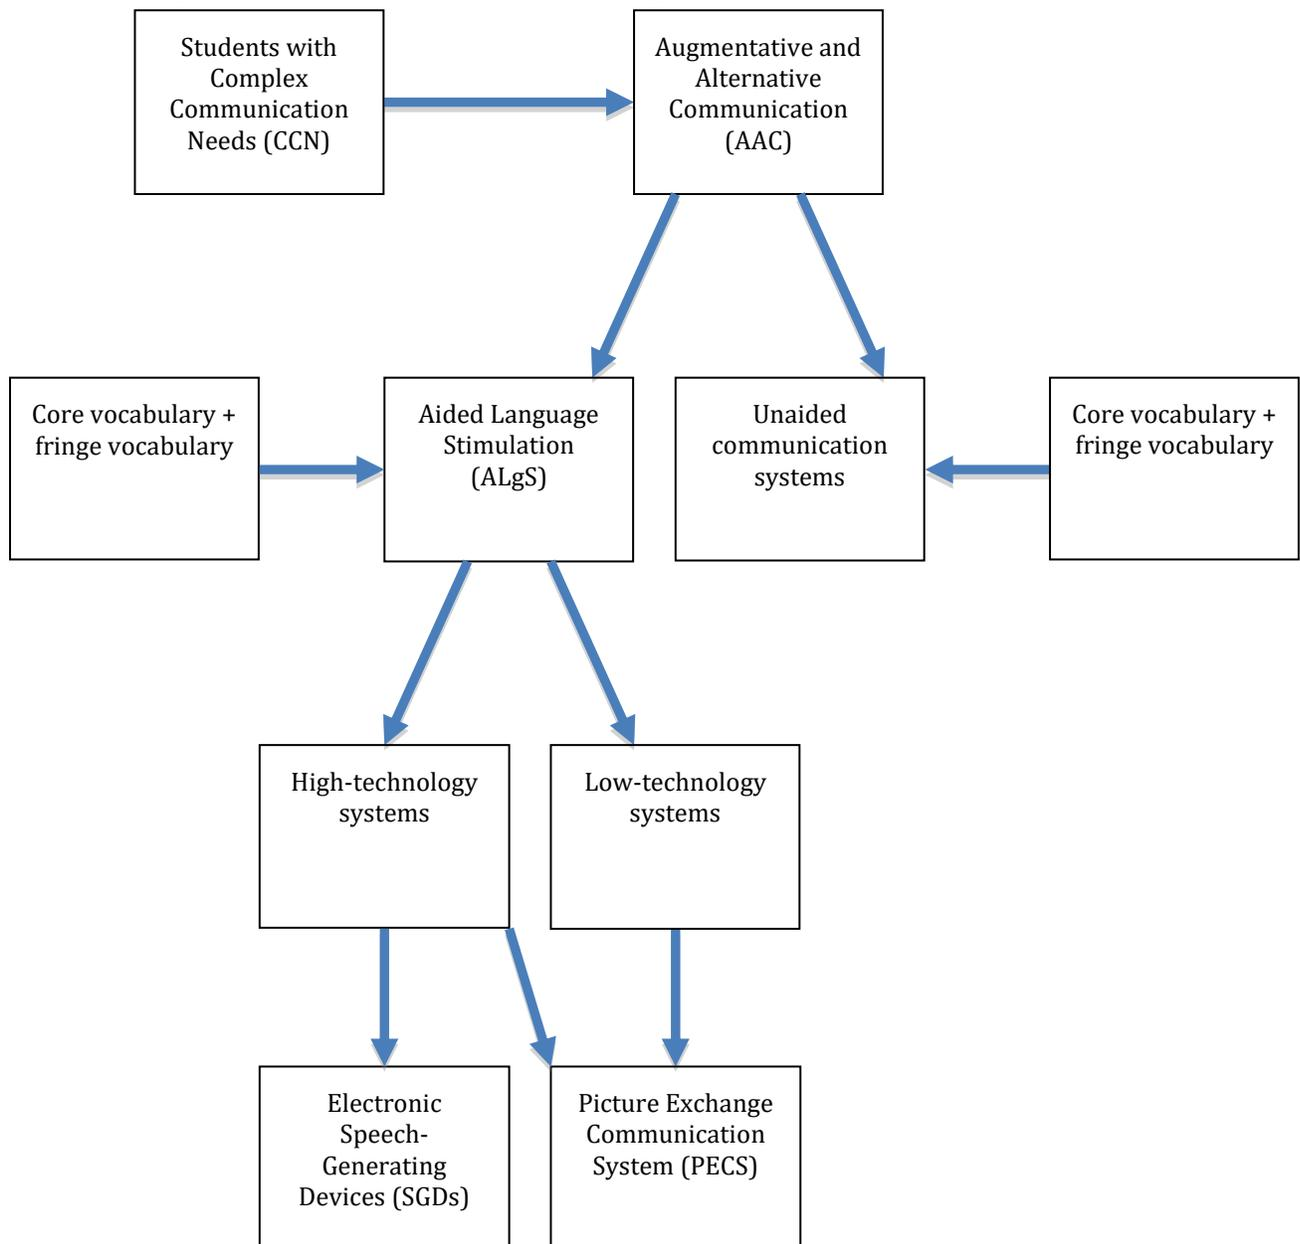 Students with
Complex
Communication
Needs (CCN)
Augmentative and
Alternative
Communication
(AAC)
Core vocabulary +
fringe vocabulary
Aided Language
Stimulation
(ALgS)
Unaided
communication
systems
Core vocabulary +
fringe vocabulary
High-technology
systems
Low-technology
systems
Electronic
Speech-
Generating
Devices (SGDs)
Picture Exchange
Communication
System (PECS)